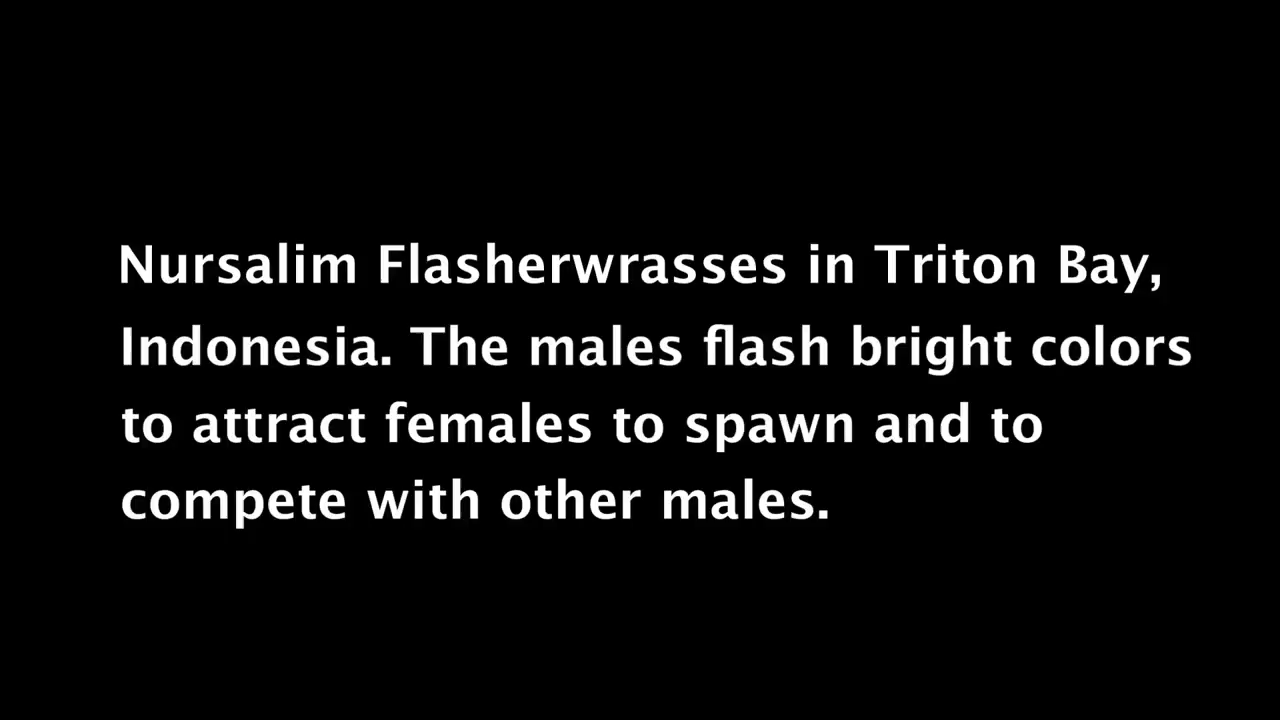 Nursalim Flasherwrasses in Triton Bay,
Indonesia. The males flash bright colors
to attract females to spawn and to
compete with other males.